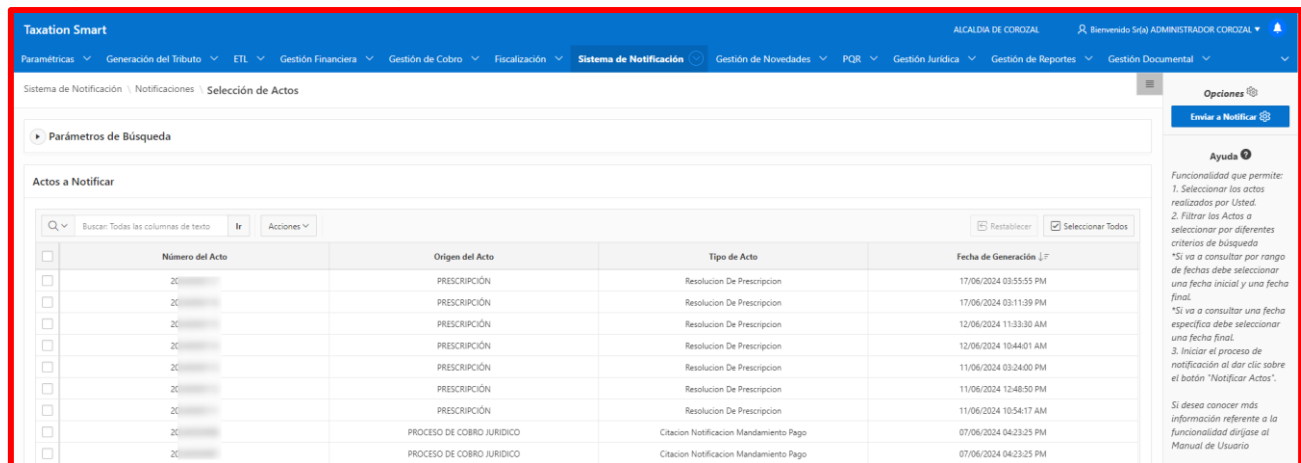 Taxation Smart
ALCALDIA DE COROZAL
Bienvenido Sr(a) ADMINISTRADOR COROZAL
Paramétricas Generación del Tributo ETL Gestión Financiera Gestión de Cobro Fiscalización Sistema de Notificación Gestión de Novedades PQR Gestión Jurídica Gestión de Reportes Gestión Documental
Sistema de Notificación \ Notificaciones \ Selección de Actos
Parámetros de Búsqueda
Actos a Notificar
Buscar: Todas las columnas de texto Ir Acciones Restablecer Seleccionar Todos
Número del Acto Origen del Acto Tipo de Acto Fecha de Generación
20 PRESCRIPCIÓN Resolucion De Prescripcion 17/06/2024 03:55:55 PM
20 PRESCRIPCIÓN Resolucion De Prescripcion 17/06/2024 03:11:39 PM
20 PRESCRIPCIÓN Resolucion De Prescripcion 12/06/2024 11:33:30 AM
20 PRESCRIPCIÓN Resolucion De Prescripcion 12/06/2024 10:44:01 AM
20 PRESCRIPCIÓN Resolucion De Prescripcion 11/06/2024 03:24:00 PM
20 PRESCRIPCIÓN Resolucion De Prescripcion 11/06/2024 12:48:50 PM
20 PRESCRIPCIÓN Resolucion De Prescripcion 11/06/2024 10:54:17 AM
20 PROCESO DE COBRO JURIDICO Citacion Notificacion Mandamiento Pago 07/06/2024 04:23:25 PM
20 PROCESO DE COBRO JURIDICO Citacion Notificacion Mandamiento Pago 07/06/2024 04:23:25 PM
Opciones
Enviar a Notificar
Ayuda
Funcionalidad que permite:
1. Seleccionar los actos
realizados por Usted.
2. Filtrar los Actos a
seleccionar por diferentes
criterios de búsqueda
*Si va a consultar por rango
de fechas debe seleccionar
una fecha inicial y una fecha
final.
*Si va a consultar una fecha
específica debe seleccionar
una fecha final.
3. Iniciar el proceso de
notificación al dar clic sobre
el botón "Notificar Actos".
Si desea conocer más
información referente a la
funcionalidad diríjase al
Manual de Usuario